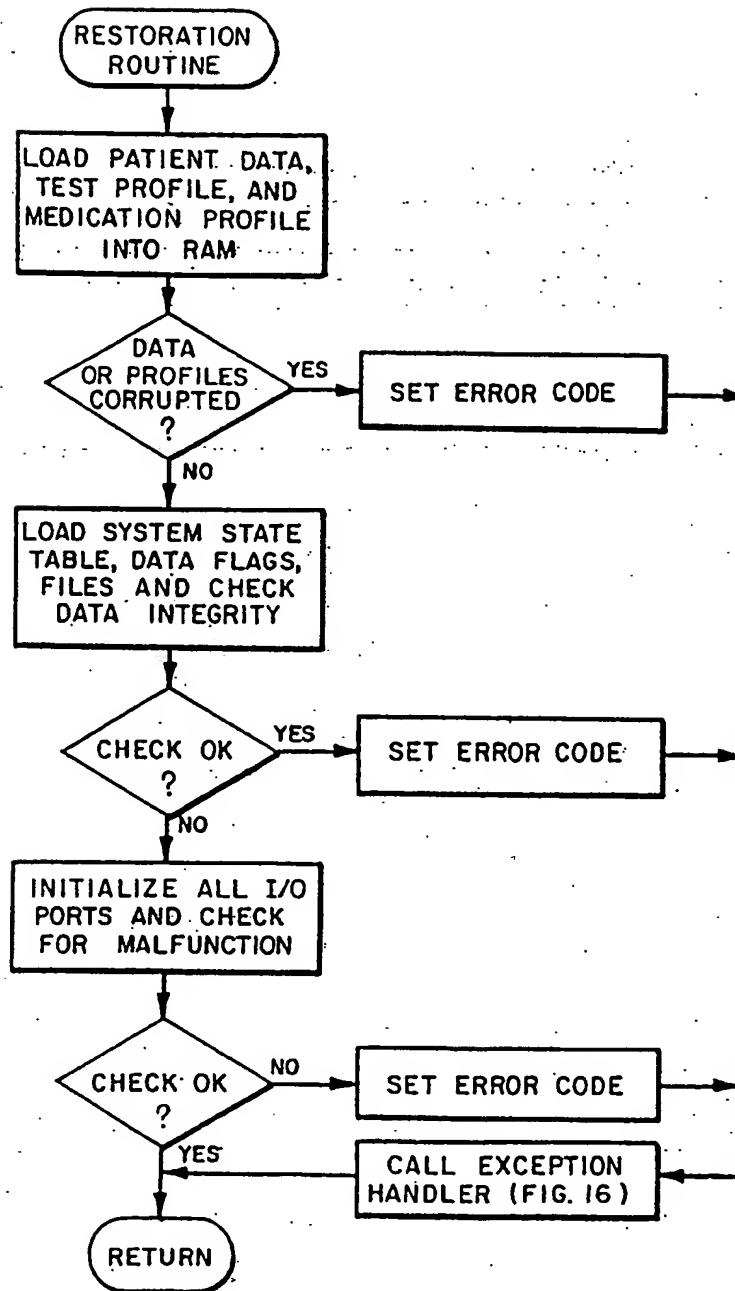 RESTORATION
ROUTINE
LOAD PATIENT DATA,
TEST PROFILE, AND
MEDICATION PROFILE
INTO RAM
DATA
OR PROFILES
CORRUPTED
?
YES
SET ERROR CODE
NO
LOAD SYSTEM STATE
TABLE, DATA FLAGS,
FILES AND CHECK
DATA INTEGRITY
CHECK OK
?
YES
SET ERROR CODE
NO
INITIALIZE ALL I/O
PORTS AND CHECK
FOR MALFUNCTION
CHECK OK
?
NO
SET ERROR CODE
YES
CALL EXCEPTION
HANDLER (FIG. 16)
RETURN